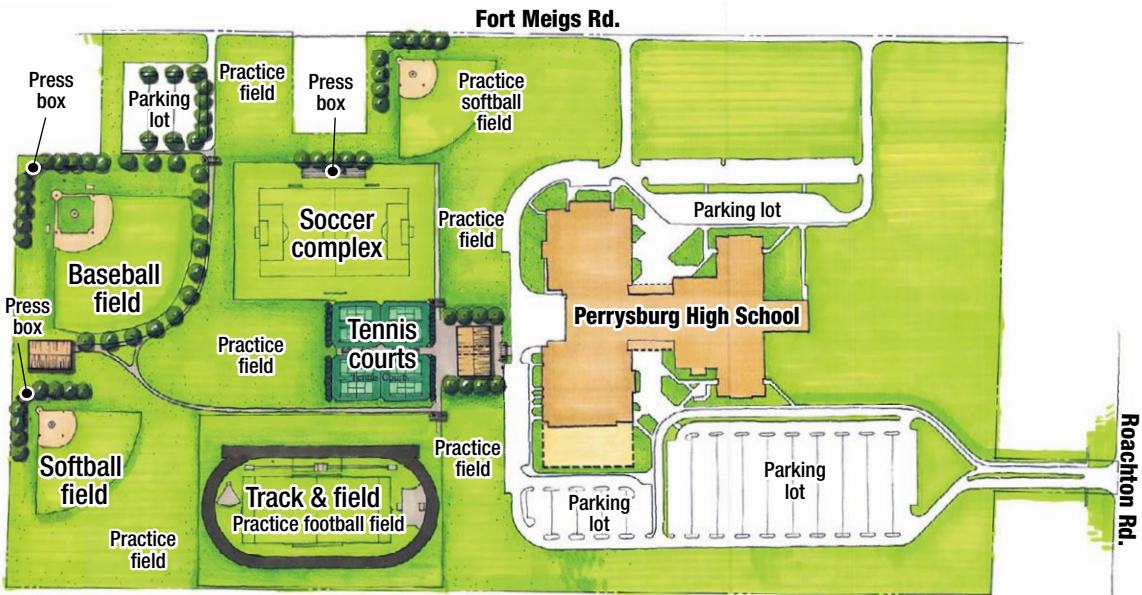 Fort Meigs Rd.
Press
box
Parking
lot
Practice
field
Press
box
Practice
softball
field
Soccer
complex
Practice
field
Parking lot
Baseball
field
Press
box
Practice
field
Tennis
courts
Tennis Courts
Perrysburg High School
Softball
field
Track & field
Practice football field
Practice
field
Practice
field
Parking
lot
Parking
lot
Roachton Rd.